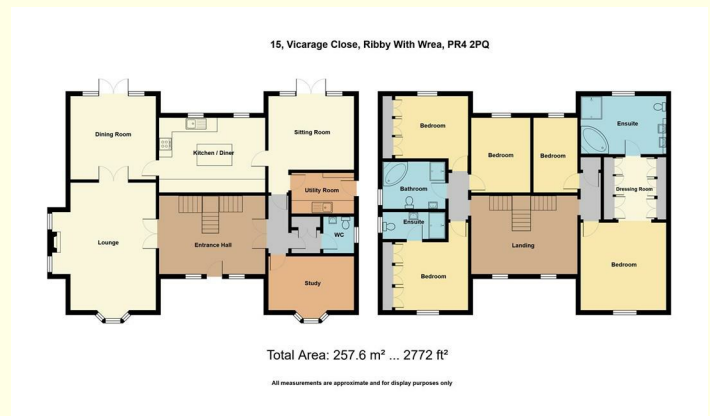 15, Vicarage Close, Ribby With Wrea, PR4 2PQ
Dining Room
Kitchen / Diner
Sitting Room
Utility Room
Lounge
Entrance Hall
WC
Study
Bedroom
Bedroom
Bedroom
Ensuite
Bathroom
Dressing Room
Ensuite
Landing
Bedroom
Bedroom
Total Area: 257.6 m² ... 2772 ft²
All measurements are approximate and for display purposes only